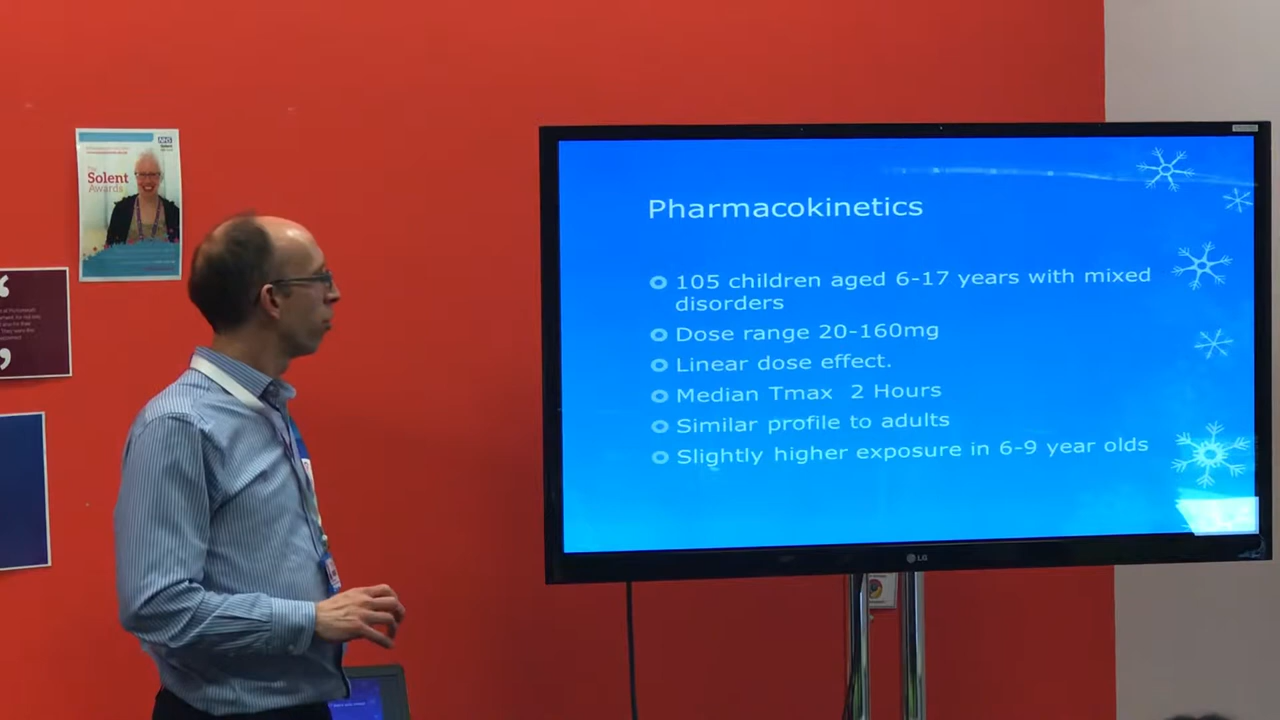 NHS
Solent
Awards
Pharmacokinetics
105 children aged 6-17 years with mixed
disorders
Dose range 20-160mg
Linear dose effect.
Median Tmax 2 Hours
Similar profile to adults
Slightly higher exposure in 6-9 year olds
LG